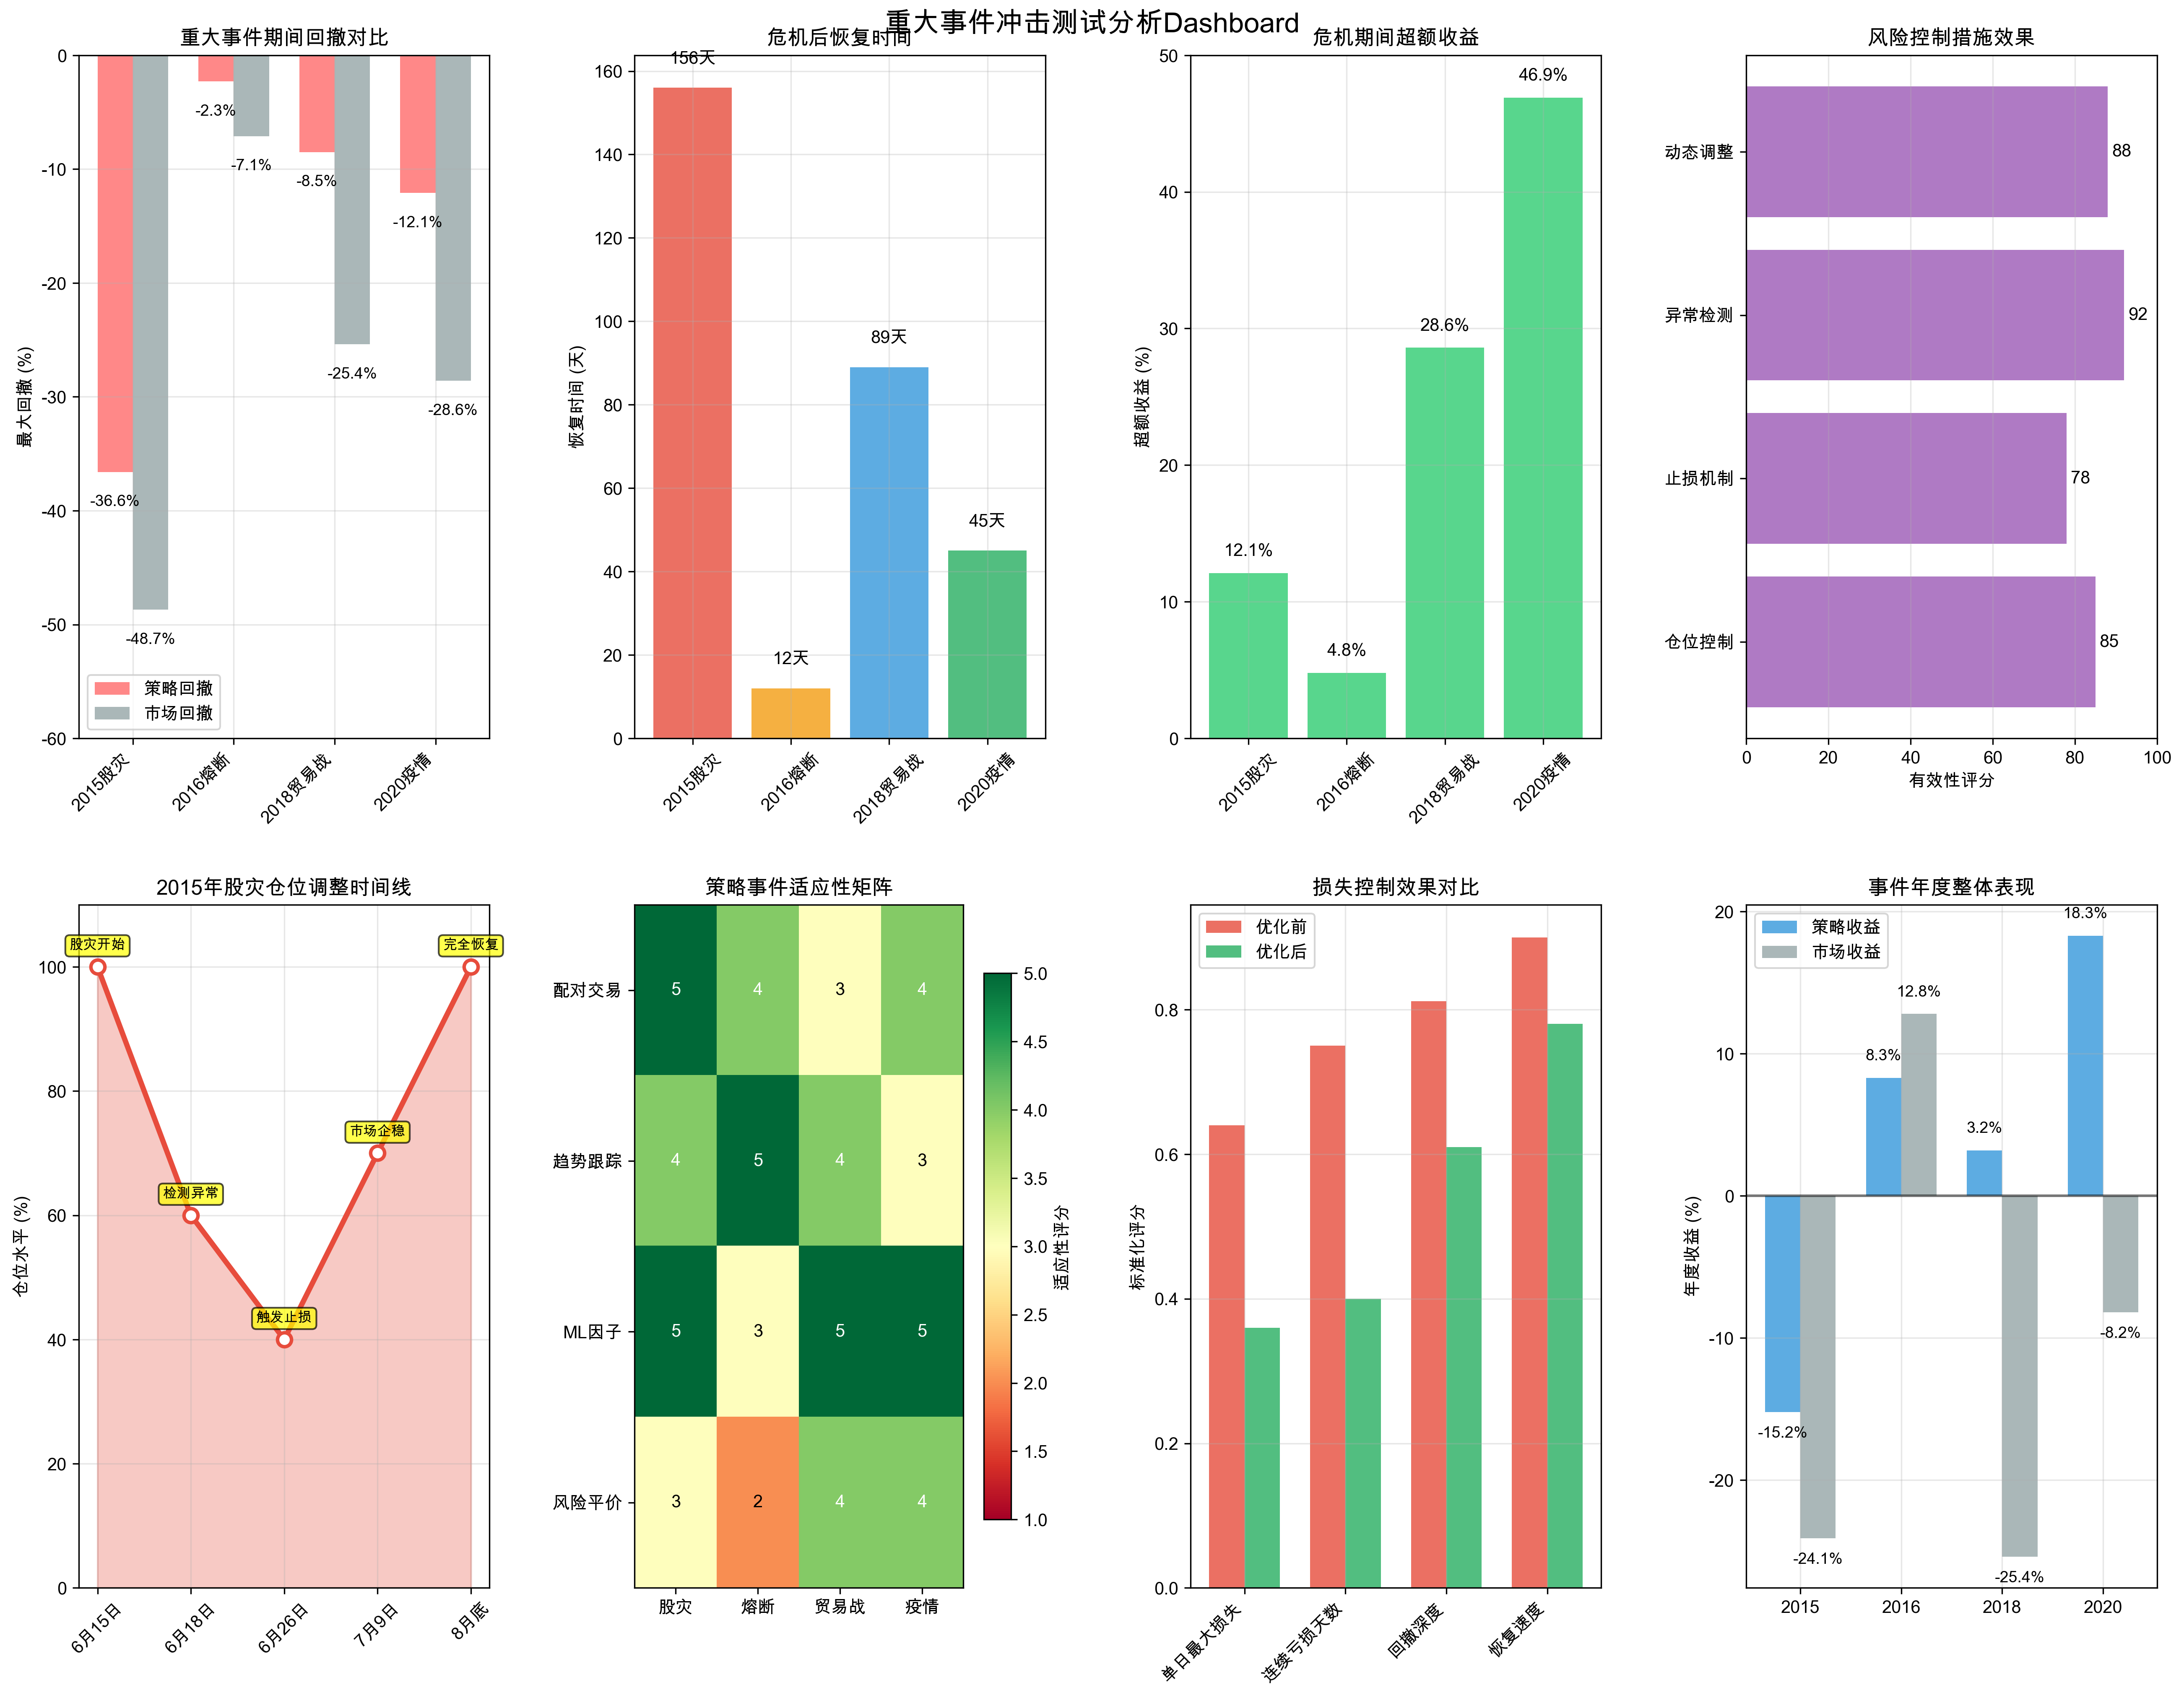 重大事件冲击测试分析Dashboard
重大事件期间回撤对比
最大回撤 (%)
0
-10
-20
-30
-40
-50
-60
-36.6%
-48.7%
-2.3%
-7.1%
-8.5%
-25.4%
-12.1%
-28.6%
策略回撤
市场回撤
2015股灾
2016熔断
2018贸易战
2020疫情
危机后恢复时间
恢复时间 (天)
160
140
120
100
80
60
40
20
0
156天
12天
89天
45天
2015股灾
2016熔断
2018贸易战
2020疫情
危机期间超额收益
超额收益 (%)
50
40
30
20
10
0
12.1%
4.8%
28.6%
46.9%
2015股灾
2016熔断
2018贸易战
2020疫情
风险控制措施效果
动态调整
88
异常检测
92
止损机制
78
仓位控制
85
0
20
40
60
80
100
有效性评分
2015年股灾仓位调整时间线
仓位水平 (%)
100
80
60
40
20
0
股灾开始
检测异常
触发止损
市场企稳
完全恢复
6月15日
6月18日
6月26日
7月9日
8月底
策略事件适应性矩阵
配对交易
5 4 3 4
趋势跟踪
4 5 4 3
ML因子
5 3 5 5
风险平价
3 2 4 4
股灾
熔断
贸易战
疫情
5.0
4.5
4.0
3.5
3.0
2.5
2.0
1.5
1.0
适应性评分
损失控制效果对比
优化前
优化后
标准化评分
0.8
0.6
0.4
0.2
0.0
单日最大损失
连续亏损天数
回撤深度
恢复速度
事件年度整体表现
策略收益
市场收益
年度收益 (%)
20
10
0
-10
-20
-15.2%
-24.1%
8.3%
12.8%
3.2%
-25.4%
18.3%
-8.2%
2015
2016
2018
2020